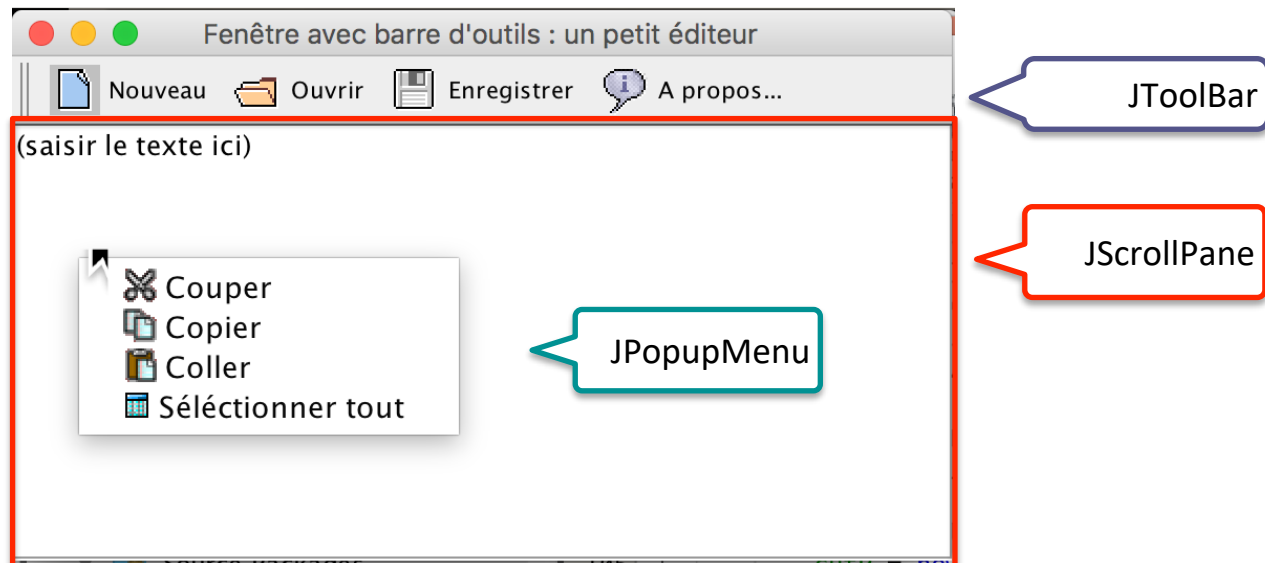 Fenêtre avec barre d'outils : un petit éditeur
Nouveau Ouvrir Enregistrer A propos...
JToolBar
(saisir le texte ici)
JScrollPane
Couper
Copier
Coller
Séléctionner tout
JPopupMenu